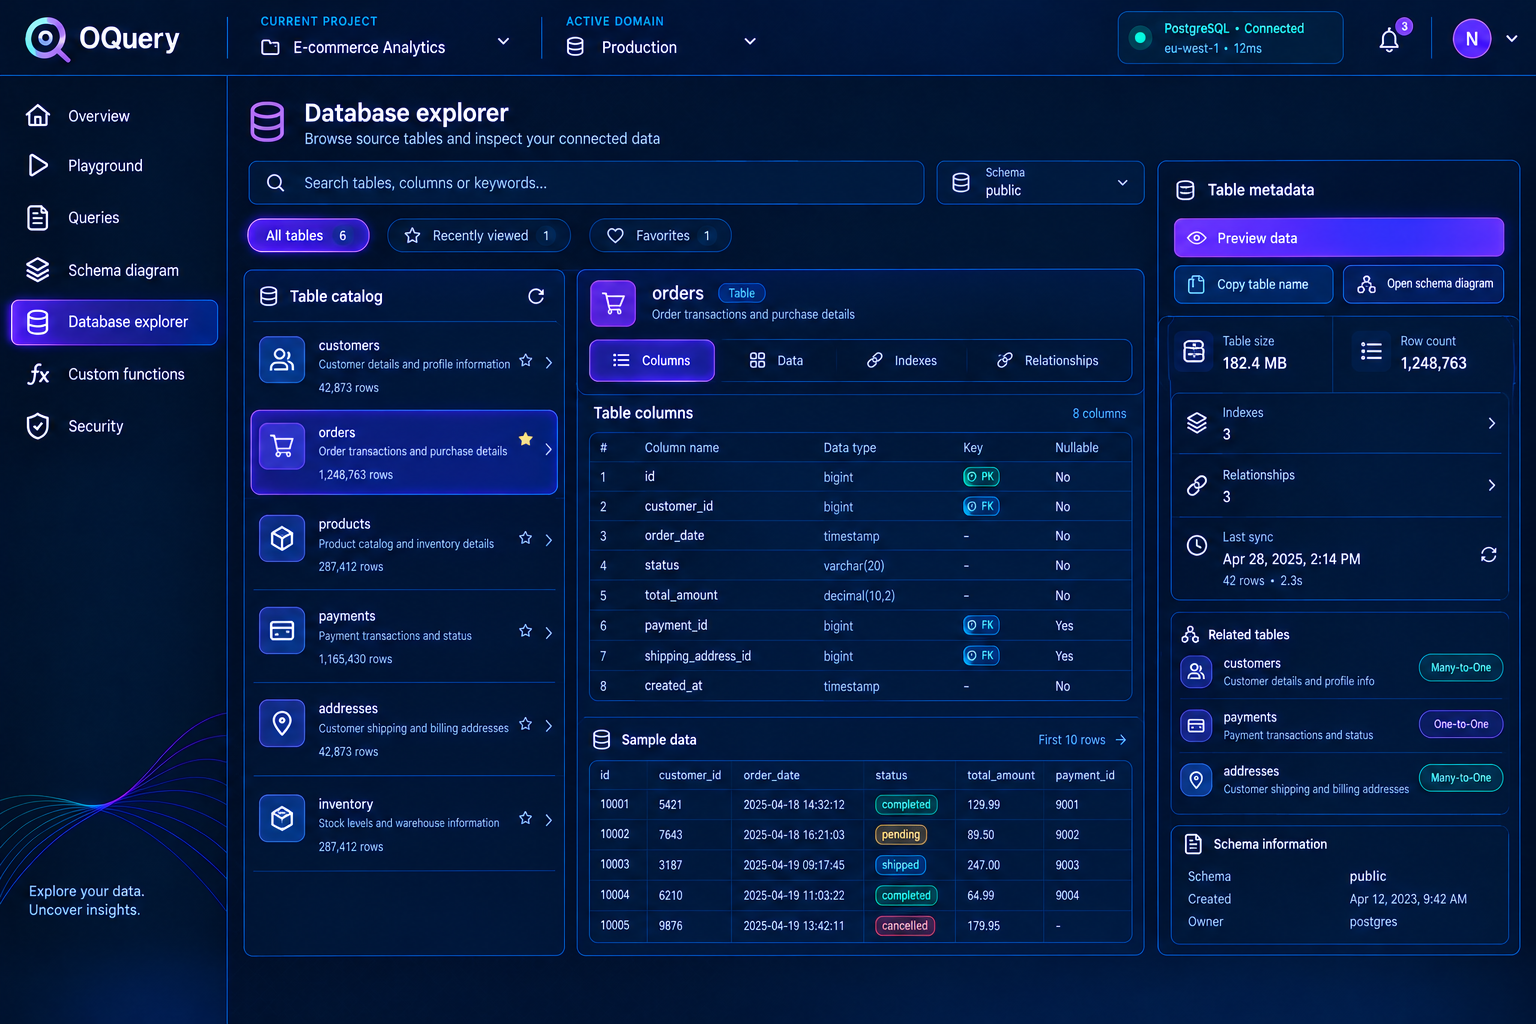 OQuery
CURRENT PROJECT
E-commerce Analytics
ACTIVE DOMAIN
Production
PostgreSQL • Connected
eu-west-1 • 12ms
3
N
Overview
Playground
Queries
Schema diagram
Database explorer
fx Custom functions
Security
Explore your data.
Uncover insights.
Database explorer
Browse source tables and inspect your connected data
Search tables, columns or keywords...
Schema
public
All tables 6
Recently viewed 1
Favorites 1
Table catalog
customers
Customer details and profile information
42,873 rows
orders
Order transactions and purchase details
1,248,763 rows
products
Product catalog and inventory details
287,412 rows
payments
Payment transactions and status
1,165,430 rows
addresses
Customer shipping and billing addresses
42,873 rows
inventory
Stock levels and warehouse information
287,412 rows
orders Table
Order transactions and purchase details
Columns Data Indexes Relationships
Table columns 8 columns
# Column name Data type Key Nullable
1 id bigint PK No
2 customer_id bigint FK No
3 order_date timestamp – No
4 status varchar(20) – No
5 total_amount decimal(10,2) – No
6 payment_id bigint FK Yes
7 shipping_address_id bigint FK Yes
8 created_at timestamp – No
Sample data First 10 rows →
id customer_id order_date status total_amount payment_id
10001 5421 2025-04-18 14:32:12 completed 129.99 9001
10002 7643 2025-04-18 16:21:03 pending 89.50 9002
10003 3187 2025-04-19 09:17:45 shipped 247.00 9003
10004 6210 2025-04-19 11:03:22 completed 64.99 9004
10005 9876 2025-04-19 13:42:11 cancelled 179.95 -
Table metadata
Preview data
Copy table name
Open schema diagram
Table size
182.4 MB
Row count
1,248,763
Indexes
3
Relationships
3
Last sync
Apr 28, 2025, 2:14 PM
42 rows • 2.3s
Related tables
customers
Customer details and profile info
Many-to-One
payments
Payment transactions and status
One-to-One
addresses
Customer shipping and billing addresses
Many-to-One
Schema information
Schema public
Created Apr 12, 2023, 9:42 AM
Owner postgres